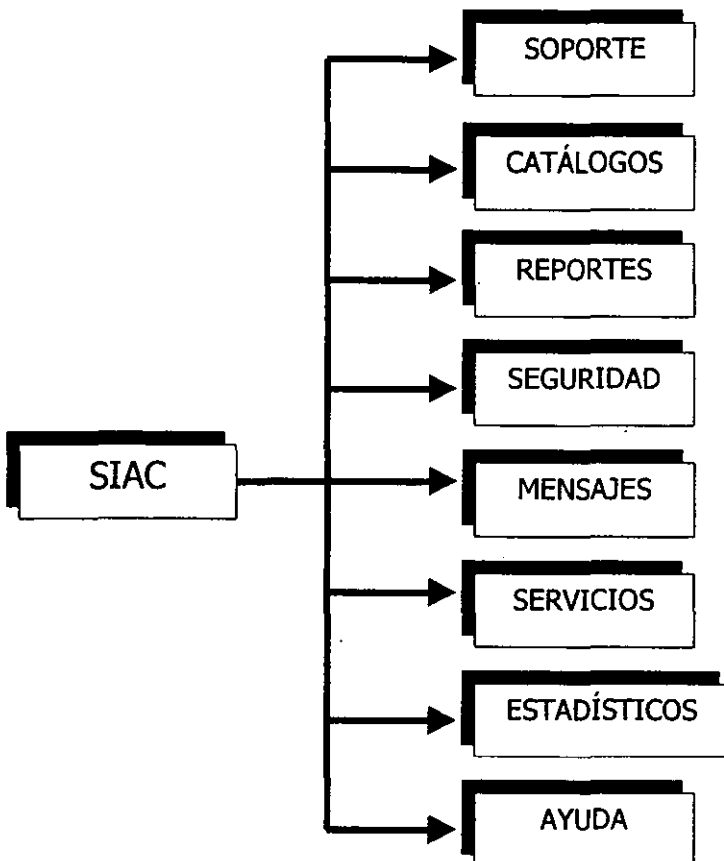 SOPORTE
CATÁLOGOS
REPORTES
SEGURIDAD
SIAC
MENSAJES
SERVICIOS
ESTADÍSTICOS
AYUDA